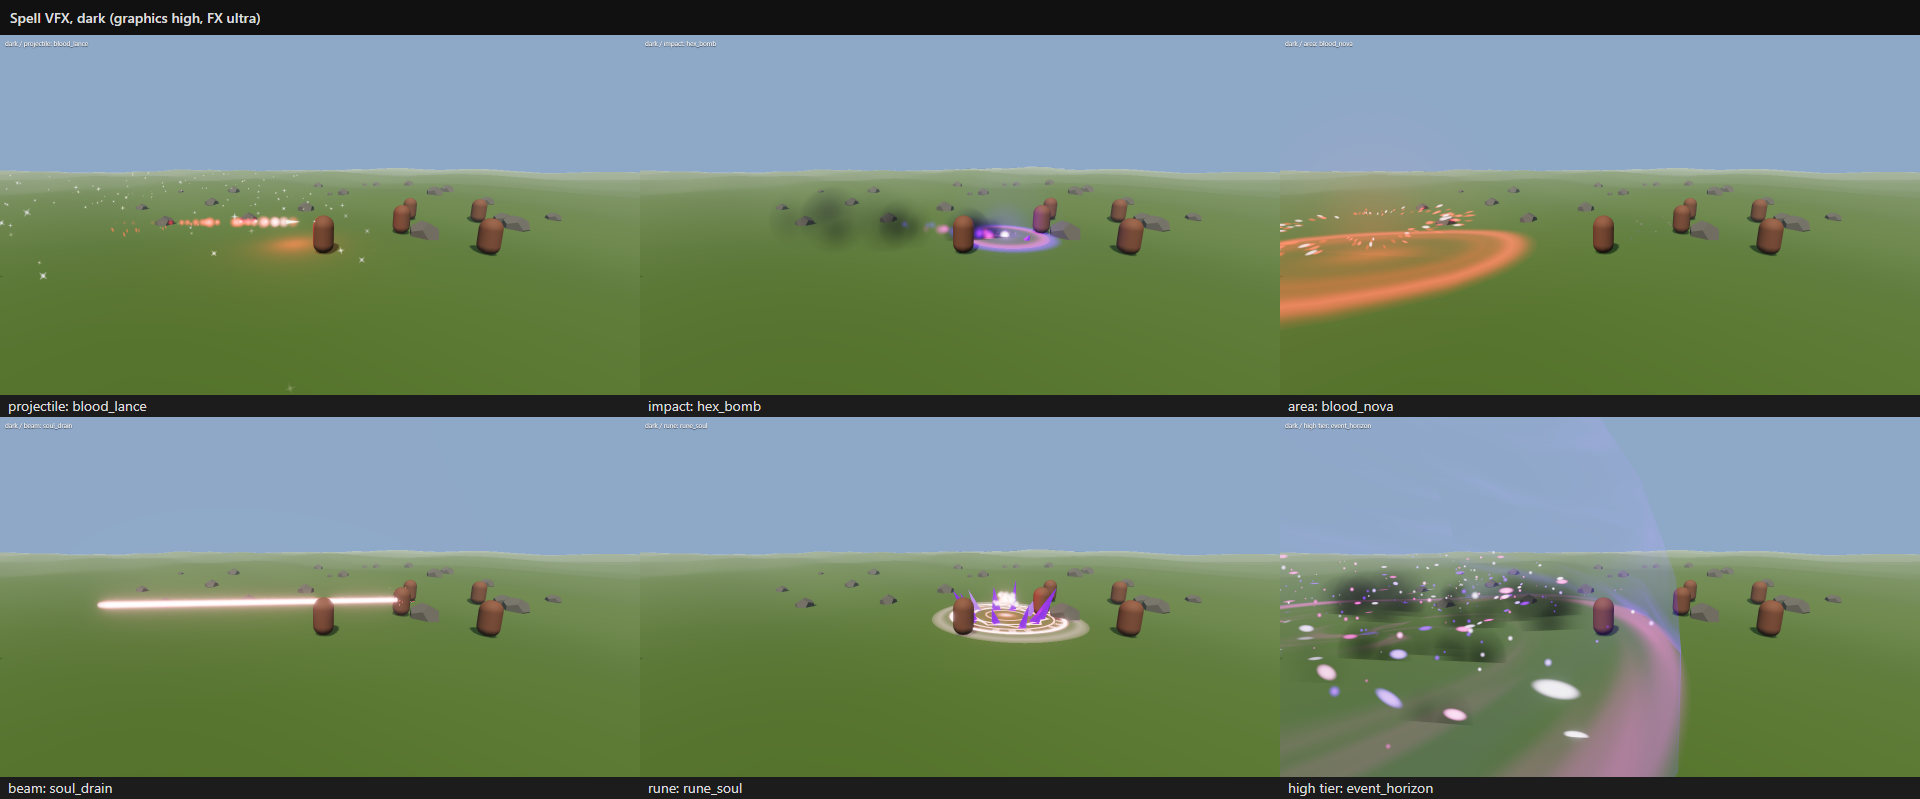 Spell VFX, dark (graphics high, FX ultra)
dark / projectile: blood_lance
dark / impact: hex_bomb
dark / area: blood_nova
projectile: blood_lance
impact: hex_bomb
area: blood_nova
dark / beam: soul_drain
dark / rune: rune_soul
dark / high tier: event_horizon
beam: soul_drain
rune: rune_soul
high tier: event_horizon